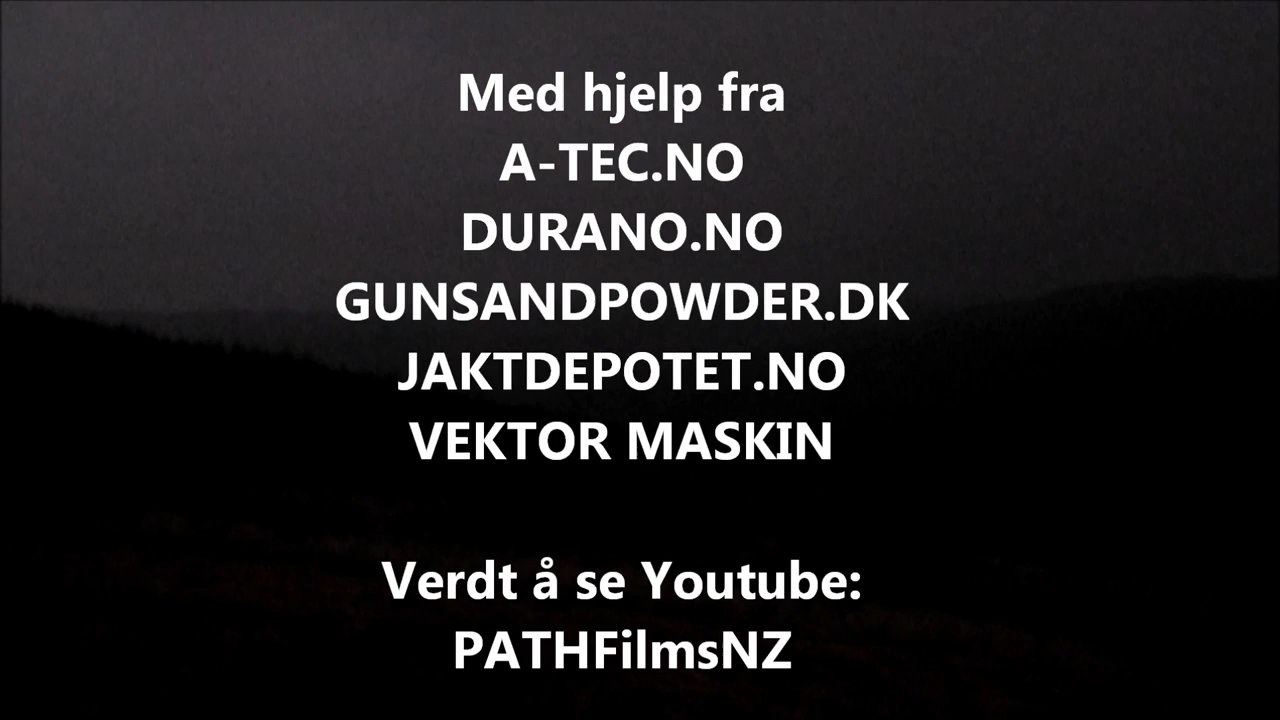 Med hjelp fra
A-TEC.NO
DURANO.NO
GUNSANDPOWDER.DK
JAKTDEPOTET.NO
VEKTOR MASKIN
Verdt å se Youtube:
PATHFilmsNZ